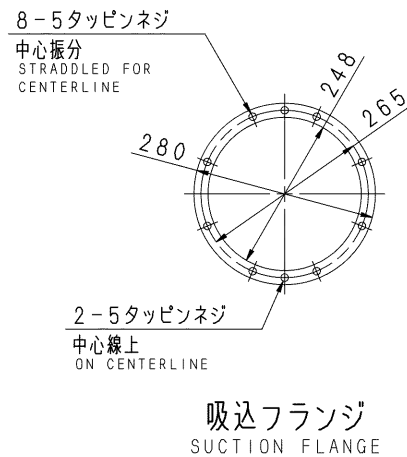 8-5タッピンネジ
中心振分
STRADDLED FOR
CENTERLINE
248
265
280
2-5タッピンネジ
中心線上
ON CENTERLINE
吸込フランジ
SUCTION FLANGE